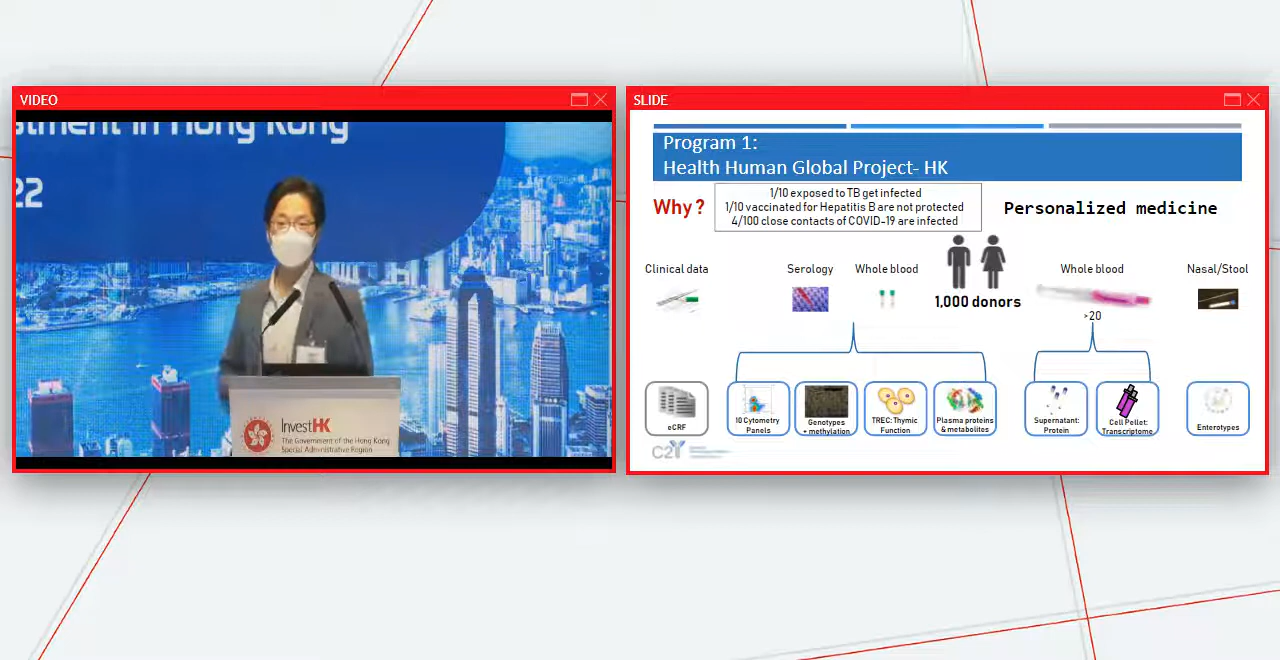 VIDEO
stment in Hong Kong
22
InvestHK
The Government of the Hong Kong
Special Administrative Region
SLIDE
Program 1:
Health Human Global Project- HK
Why?
1/10 exposed to TB get infected
1/10 vaccinated for Hepatitis B are not protected
4/100 close contacts of COVID-19 are infected
Personalized medicine
Clinical data
Serology
Whole blood
1,000 donors
Whole blood
>20
Nasal/Stool
eCRF
10 Cytometry
Panels
Genotypes
+ methylation
TREC: Thymic
Function
Plasma proteins
& metabolites
Supernatant:
Protein
Cell Pellet:
Transcriptome
Enterotypes
C2i